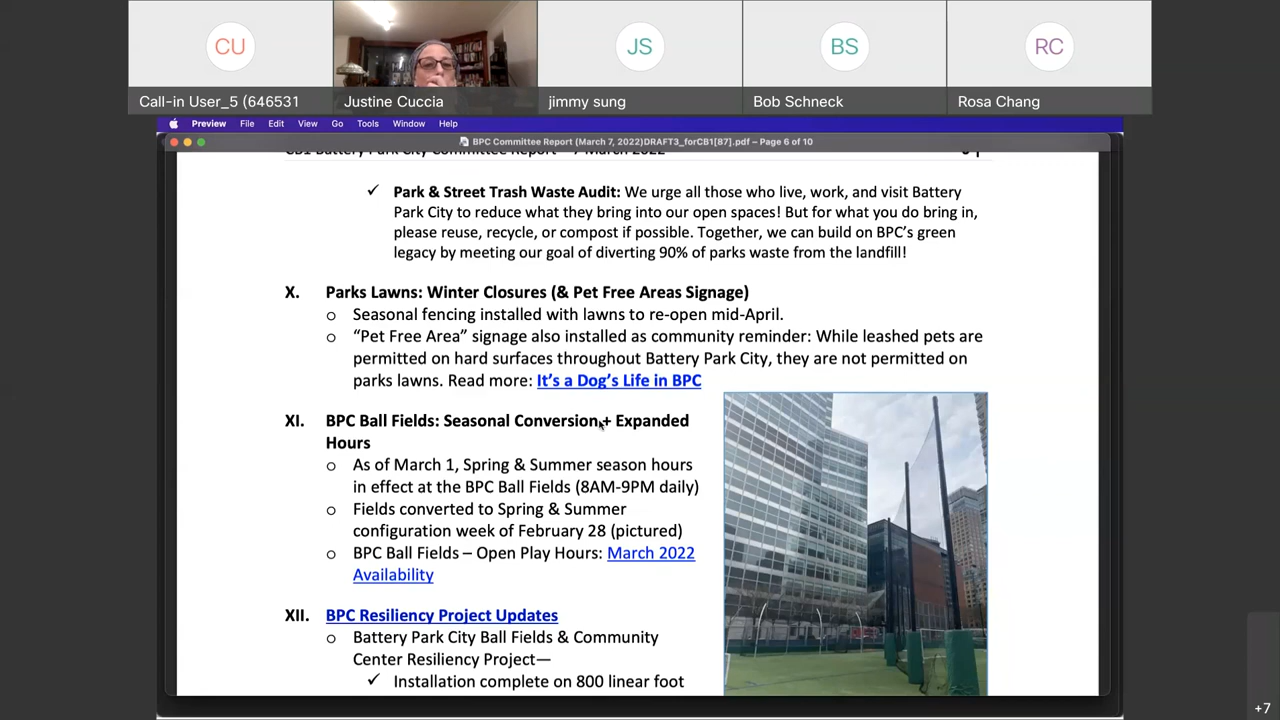 CU
JS
BS
RC
Call-in User_5 (646531
Justine Cuccia
jimmy sung
Bob Schneck
Rosa Chang
Preview File Edit View Go Tools Window Help
BPC Committee Report (March 7, 2022)DRAFT3_forCB1[87].pdf – Page 6 of 10
CB1 Battery Park City Committee Report – 7 March 2022
✓ Park & Street Trash Waste Audit: We urge all those who live, work, and visit Battery
Park City to reduce what they bring into our open spaces! But for what you do bring in,
please reuse, recycle, or compost if possible. Together, we can build on BPC’s green
legacy by meeting our goal of diverting 90% of parks waste from the landfill!
X. Parks Lawns: Winter Closures (& Pet Free Areas Signage)
o Seasonal fencing installed with lawns to re-open mid-April.
o “Pet Free Area” signage also installed as community reminder: While leashed pets are
permitted on hard surfaces throughout Battery Park City, they are not permitted on
parks lawns. Read more: It’s a Dog’s Life in BPC
XI. BPC Ball Fields: Seasonal Conversion + Expanded
Hours
o As of March 1, Spring & Summer season hours
in effect at the BPC Ball Fields (8AM-9PM daily)
o Fields converted to Spring & Summer
configuration week of February 28 (pictured)
o BPC Ball Fields – Open Play Hours: March 2022
Availability
XII. BPC Resiliency Project Updates
o Battery Park City Ball Fields & Community
Center Resiliency Project—
✓ Installation complete on 800 linear foot
+7